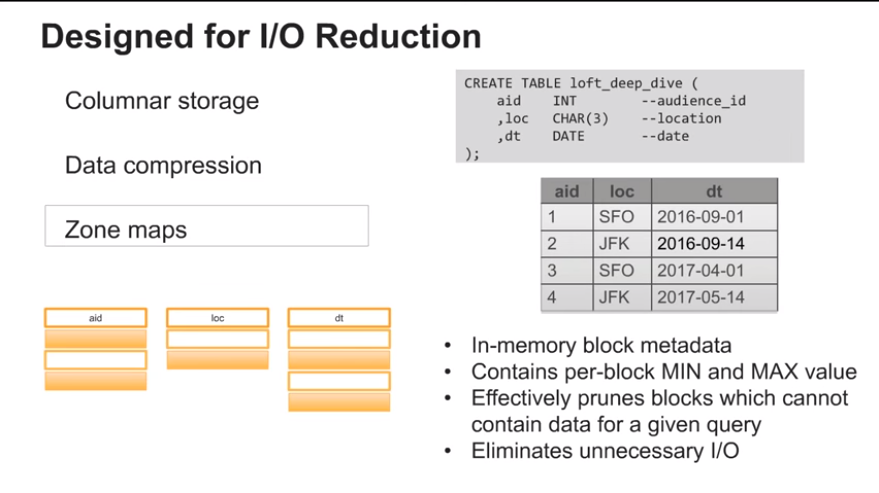 Designed for I/O Reduction
Columnar storage
Data compression
Zone maps
aid loc dt
CREATE TABLE loft_deep_dive (
aid INT --audience_id
,loc CHAR(3) --location
,dt DATE --date
);
aid loc dt
1 SFO 2016-09-01
2 JFK 2016-09-14
3 SFO 2017-04-01
4 JFK 2017-05-14
• In-memory block metadata
• Contains per-block MIN and MAX value
• Effectively prunes blocks which cannot
contain data for a given query
• Eliminates unnecessary I/O